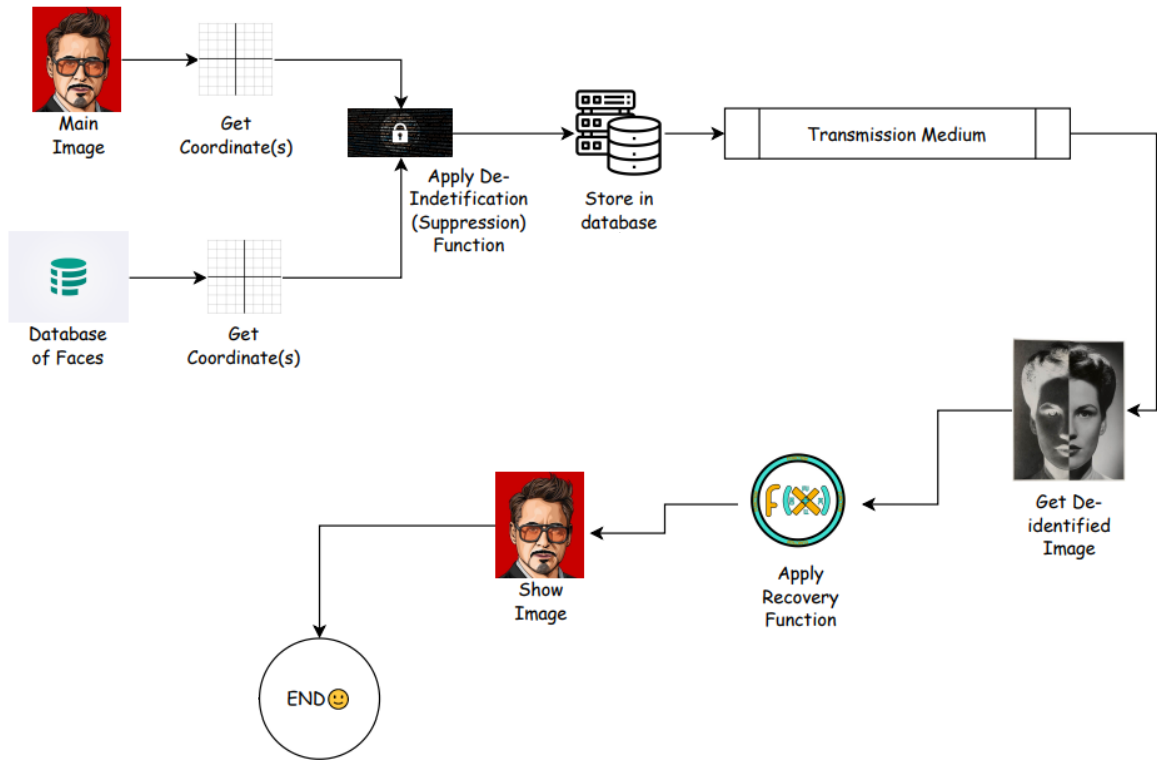 Main
Image
Get
Coordinate(s)
Apply De-
Indetification
(Suppression)
Function
Store in
database
Transmission Medium
Database
of Faces
Get
Coordinate(s)
Get De-
identified
Image
Apply
Recovery
Function
F(X)
Show
Image
END🙂